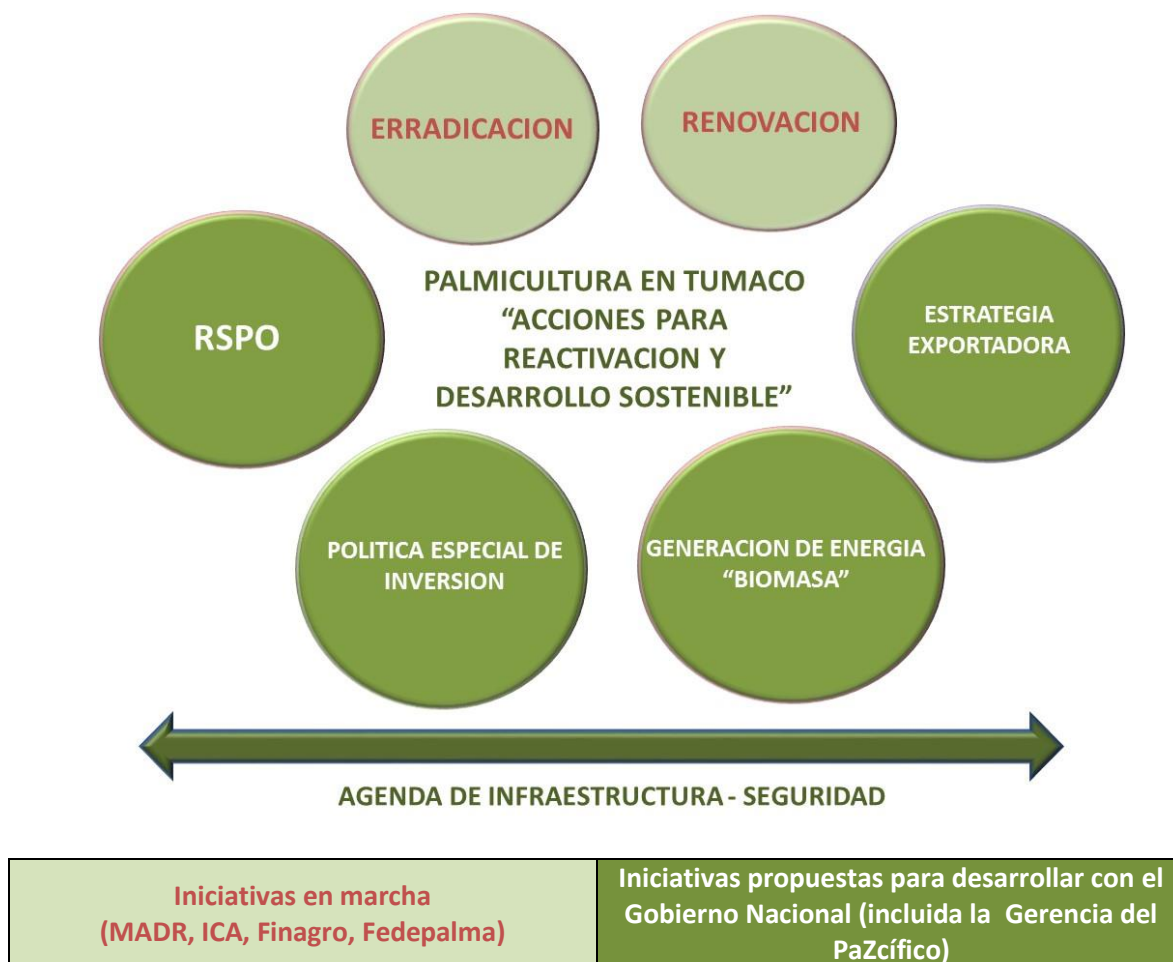 ERRADICACION
RENOVACION
RSPO
PALMICULTURA EN TUMACO
“ACCIONES PARA
REACTIVACION Y
DESARROLLO SOSTENIBLE”
ESTRATEGIA
EXPORTADORA
POLITICA ESPECIAL DE
INVERSION
GENERACION DE ENERGIA
“BIOMASA”
AGENDA DE INFRAESTRUCTURA - SEGURIDAD
Iniciativas en marcha
(MADR, ICA, Finagro, Fedepalma)
Iniciativas propuestas para desarrollar con el
Gobierno Nacional (incluida la Gerencia del
PaZcífico)